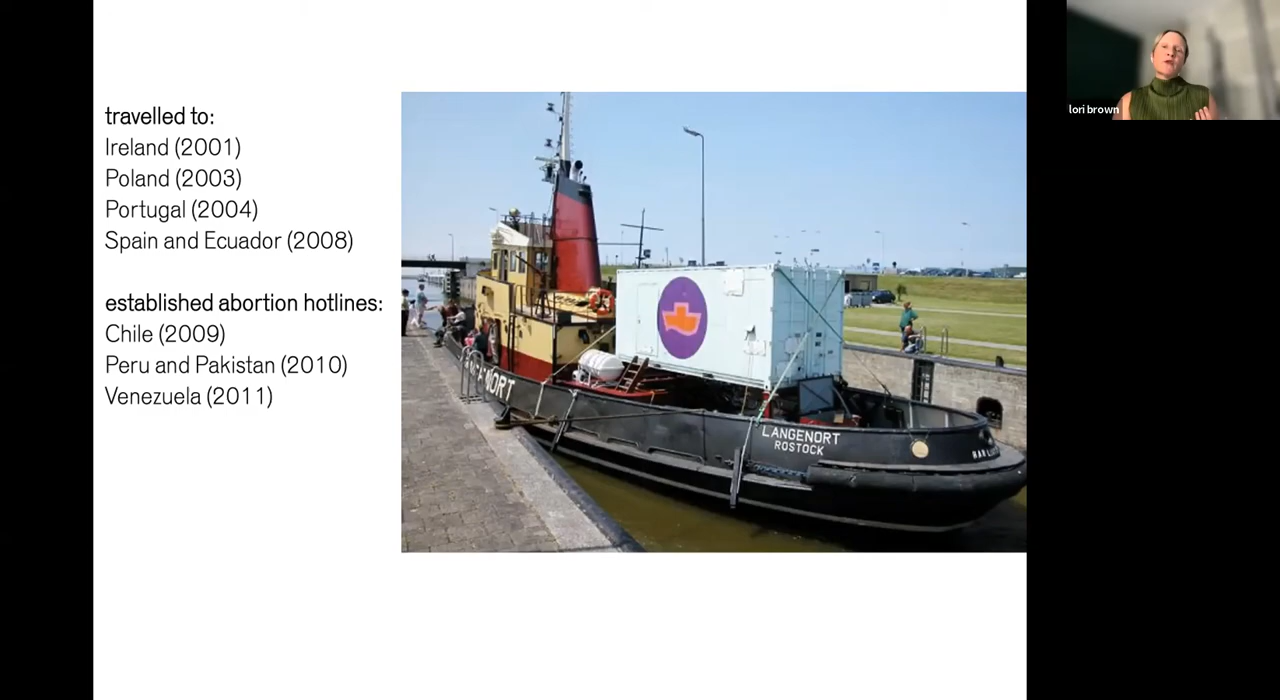 travelled to:
Ireland (2001)
Poland (2003)
Portugal (2004)
Spain and Ecuador (2008)
established abortion hotlines:
Chile (2009)
Peru and Pakistan (2010)
Venezuela (2011)
LANGENORT
ROSTOCK
lori brown